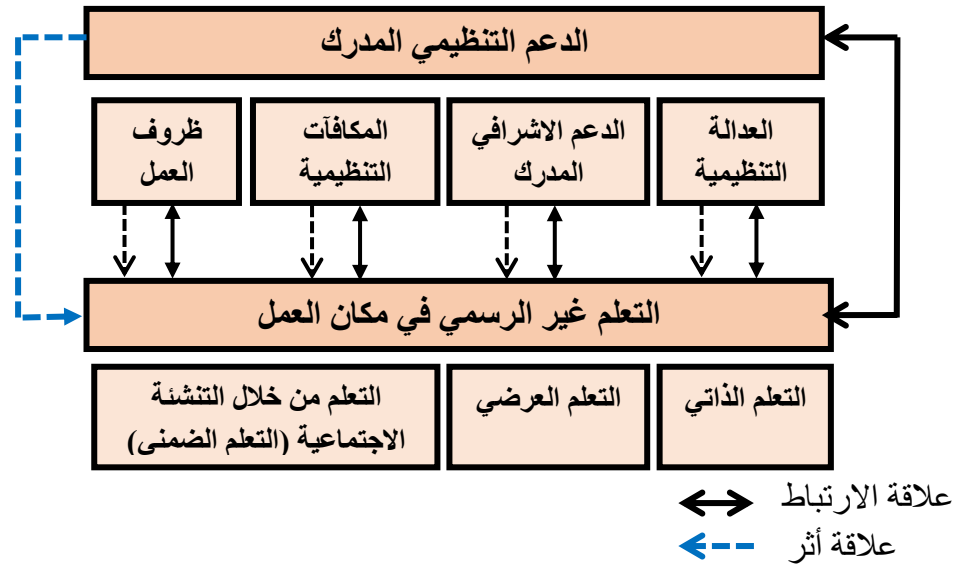 الدعم التنظيمي المدرك
العدالة
التنظيمية
الدعم الاشرافي
المدرك
المكافآت
التنظيمية
ظروف
العمل
التعلم غير الرسمي في مكان العمل
التعلم الذاتي
التعلم العرضي
التعلم من خلال التنشئة
الاجتماعية (التعلم الضمنى)
علاقة الارتباط
علاقة أثر